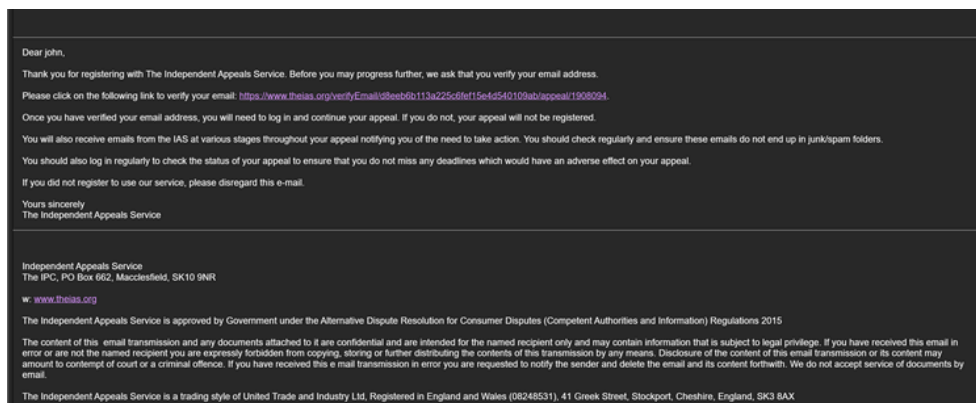 Dear john,
Thank you for registering with The Independent Appeals Service. Before you may progress further, we ask that you verify your email address.
Please click on the following link to verify your email: https://www.theias.org/verifyEmail/d8eeb6b113a225c6fef15e4d540109ab/appeal/1908094.
Once you have verified your email address, you will need to log in and continue your appeal. If you do not, your appeal will not be registered.
You will also receive emails from the IAS at various stages throughout your appeal notifying you of the need to take action. You should check regularly and ensure these emails do not end up in junk/spam folders.
You should also log in regularly to check the status of your appeal to ensure that you do not miss any deadlines which would have an adverse effect on your appeal.
If you did not register to use our service, please disregard this e-mail.
Yours sincerely
The Independent Appeals Service
Independent Appeals Service
The IPC, PO Box 662, Macclesfield, SK10 9NR
w: www.theias.org
The Independent Appeals Service is approved by Government under the Alternative Dispute Resolution for Consumer Disputes (Competent Authorities and Information) Regulations 2015
The content of this email transmission and any documents attached to it are confidential and are intended for the named recipient only and may contain information that is subject to legal privilege. If you have received this email in
error or are not the named recipient you are expressly forbidden from copying, storing or further distributing the contents of this transmission by any means. Disclosure of the content of this email transmission or its content may
amount to contempt of court or a criminal offence. If you have received this e mail transmission in error you are requested to notify the sender and delete the email and its content forthwith. We do not accept service of documents by
email.
The Independent Appeals Service is a trading style of United Trade and Industry Ltd, Registered in England and Wales (08248531), 41 Greek Street, Stockport, Cheshire, England, SK3 8AX